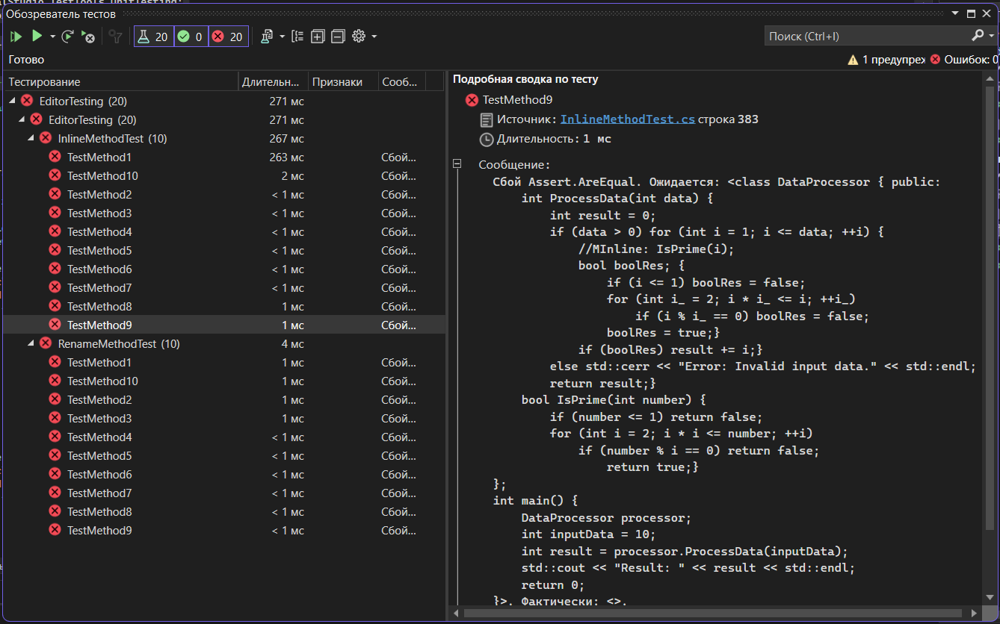 Studio.TestTools.UnitTesting;
Обозреватель тестов
20 0 20
Поиск (Ctrl+I)
Готово
1 предупреж Ошибок: 0
Тестирование Длительн... Признаки Сооб...
EditorTesting (20) 271 мс
EditorTesting (20) 271 мс
InlineMethodTest (10) 267 мс
TestMethod1 263 мс Сбой...
TestMethod10 2 мс Сбой...
TestMethod2 < 1 мс Сбой...
TestMethod3 < 1 мс Сбой...
TestMethod4 < 1 мс Сбой...
TestMethod5 < 1 мс Сбой...
TestMethod6 < 1 мс Сбой...
TestMethod7 < 1 мс Сбой...
TestMethod8 1 мс Сбой...
TestMethod9 1 мс Сбой...
RenameMethodTest (10) 4 мс
TestMethod1 1 мс Сбой...
TestMethod10 1 мс Сбой...
TestMethod2 1 мс Сбой...
TestMethod3 1 мс Сбой...
TestMethod4 < 1 мс Сбой...
TestMethod5 < 1 мс Сбой...
TestMethod6 < 1 мс Сбой...
TestMethod7 < 1 мс Сбой...
TestMethod8 < 1 мс Сбой...
TestMethod9 < 1 мс Сбой...
Подробная сводка по тесту
TestMethod9
Источник: InlineMethodTest.cs строка 383
Длительность: 1 мс
Сообщение:
Сбой Assert.AreEqual. Ожидается: <class DataProcessor { public:
int ProcessData(int data) {
int result = 0;
if (data > 0) for (int i = 1; i <= data; ++i) {
//MInline: IsPrime(i);
bool boolRes; {
if (i <= 1) boolRes = false;
for (int i_ = 2; i * i_ <= i; ++i_)
if (i % i_ == 0) boolRes = false;
boolRes = true;}
if (boolRes) result += i;}
else std::cerr << "Error: Invalid input data." << std::endl;
return result;}
bool IsPrime(int number) {
if (number <= 1) return false;
for (int i = 2; i * i <= number; ++i)
if (number % i == 0) return false;
return true;}
};
int main() {
DataProcessor processor;
int inputData = 10;
int result = processor.ProcessData(inputData);
std::cout << "Result: " << result << std::endl;
return 0;
}>. Фактически: <>.